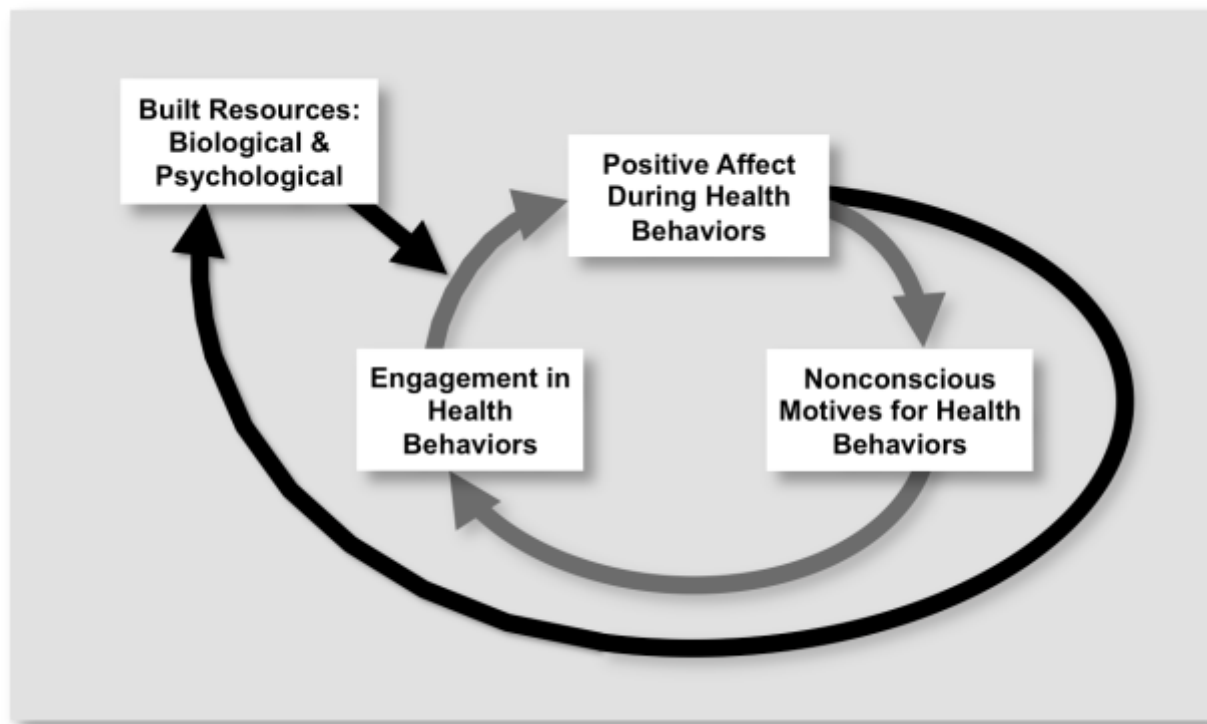 Built Resources:
Biological &
Psychological
Positive Affect
During Health
Behaviors
Engagement in
Health
Behaviors
Nonconscious
Motives for Health
Behaviors